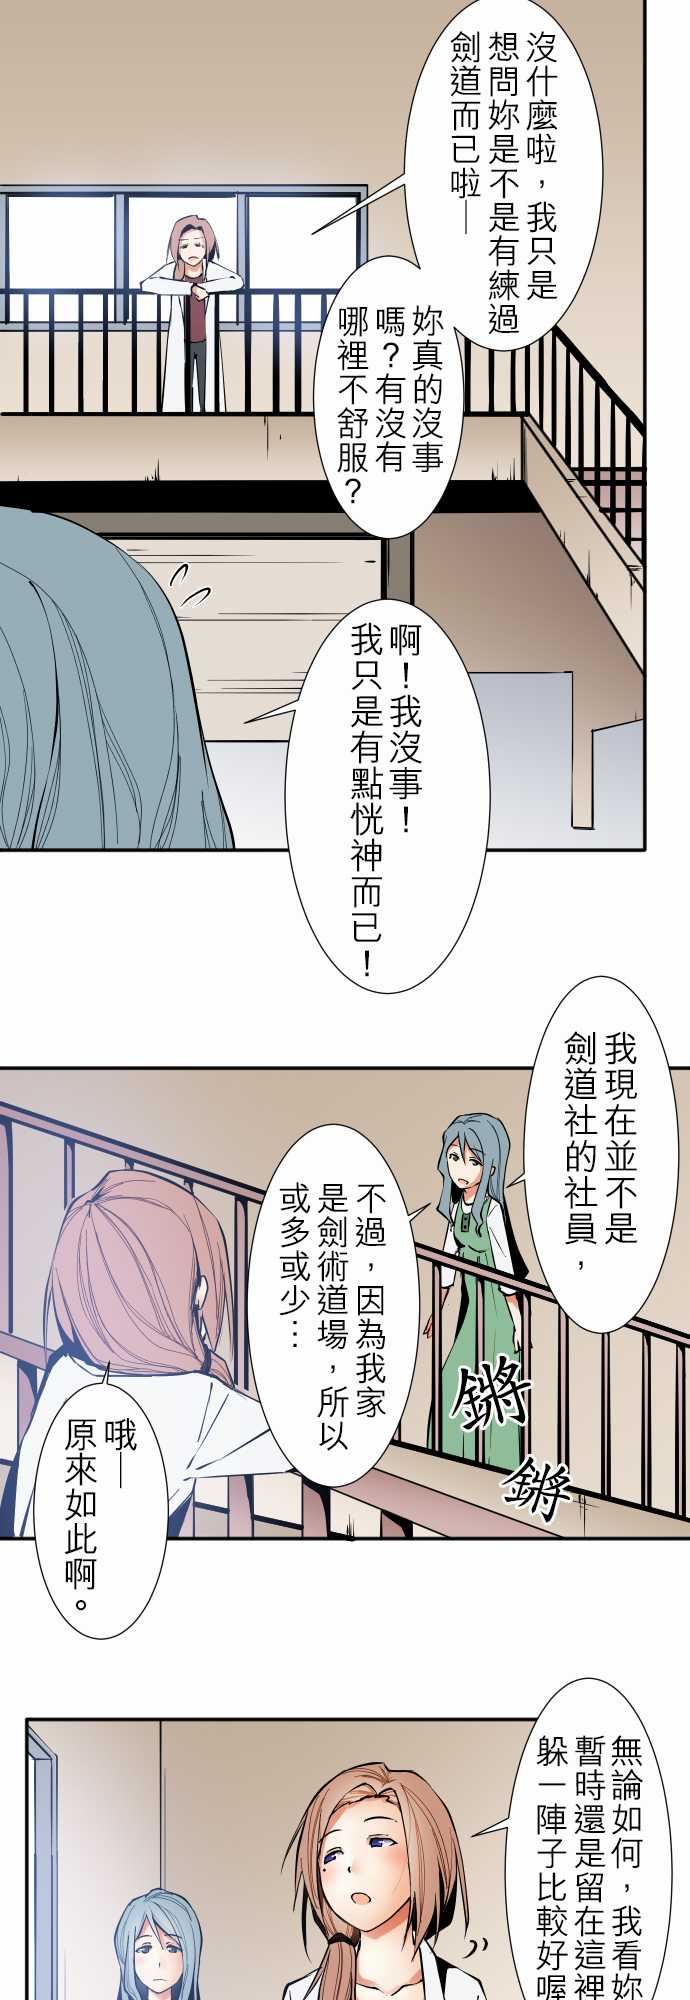 沒什麼啦，我只是
想問妳是不是有練過
劍道而已啦—
妳真的沒事
嗎？有沒有
哪裡不舒服？
啊！我沒事！
我只是有點恍神而已！
我現在並不是
劍道社的社員，
不過，因為我家
是劍術道場，所以
或多或少…
鏘
鏘
哦—
原來如此啊。
無論如何，我看妳
暫時還是留在這裡
躲一陣子比較好喔